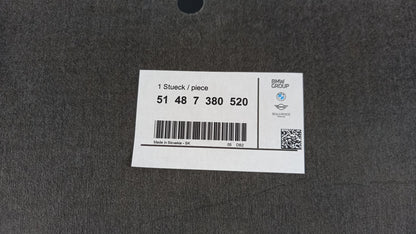 1 Stueck / piece
51 48 7 380 520
Made in Slovakia - SK
BMW
GROUP